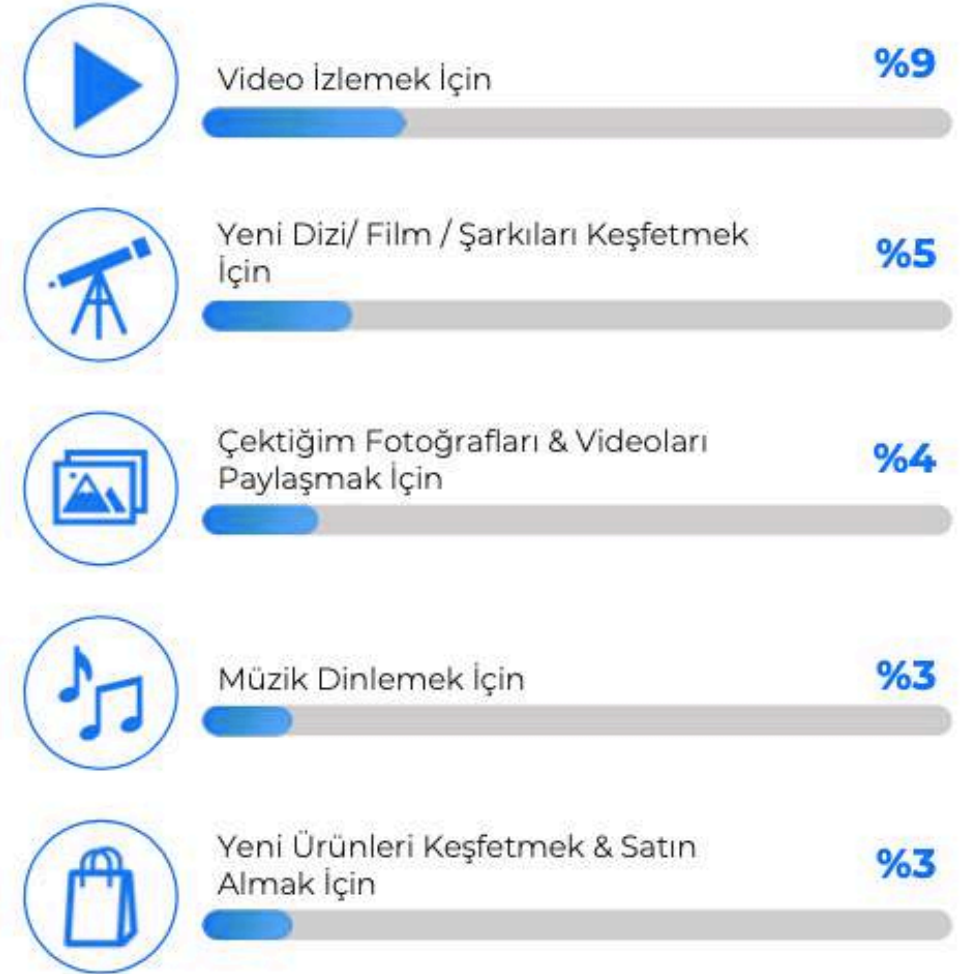 Video İzlemek İçin
%9
Yeni Dizi/ Film / Şarkıları Keşfetmek
İçin
%5
Çektiğim Fotoğrafları & Videoları
Paylaşmak İçin
%4
Müzik Dinlemek İçin
%3
Yeni Ürünleri Keşfetmek & Satın
Almak İçin
%3